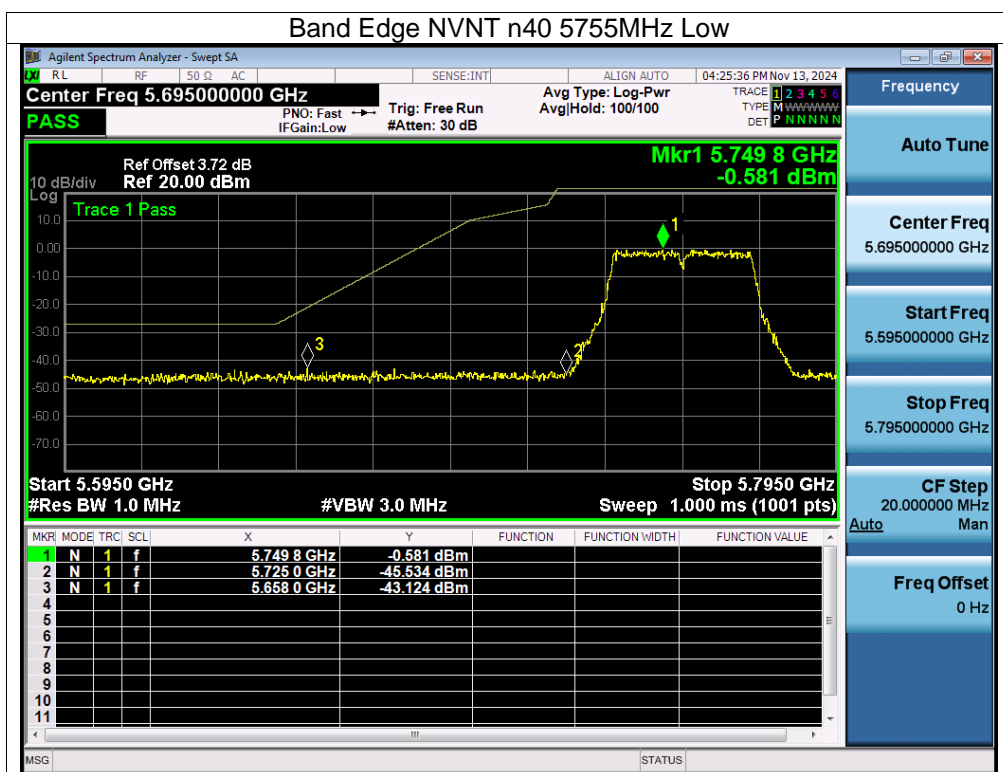 Band Edge NVNT n40 5755MHz Low
Agilent Spectrum Analyzer - Swept SA
LXI RL RF 50 Ω AC SENSE:INT ALIGN AUTO 04:25:36 PM Nov 13, 2024
Center Freq 5.695000000 GHz
PASS
PNO: Fast
IFGain:Low
Trig: Free Run
#Atten: 30 dB
Avg Type: Log-Pwr
Avg|Hold: 100/100
TRACE 1 2 3 4 5 6
TYPE M WWWWW
DET P N N N N N
Ref Offset 3.72 dB
10 dB/div Ref 20.00 dBm
Log
Mkr1 5.749 8 GHz
-0.581 dBm
Trace 1 Pass
10.0
0.00
-10.0
-20.0
-30.0
-40.0
-50.0
-60.0
-70.0
1
2
3
Start 5.5950 GHz
Stop 5.7950 GHz
#Res BW 1.0 MHz
#VBW 3.0 MHz
Sweep 1.000 ms (1001 pts)
MKR MODE TRC SCL X Y FUNCTION FUNCTION WIDTH FUNCTION VALUE
1 N 1 f 5.749 8 GHz -0.581 dBm
2 N 1 f 5.725 0 GHz -45.534 dBm
3 N 1 f 5.658 0 GHz -43.124 dBm
4
5
6
7
8
9
10
11
MSG
STATUS
Frequency
Auto Tune
Center Freq
5.695000000 GHz
Start Freq
5.595000000 GHz
Stop Freq
5.795000000 GHz
CF Step
20.000000 MHz
Auto Man
Freq Offset
0 Hz